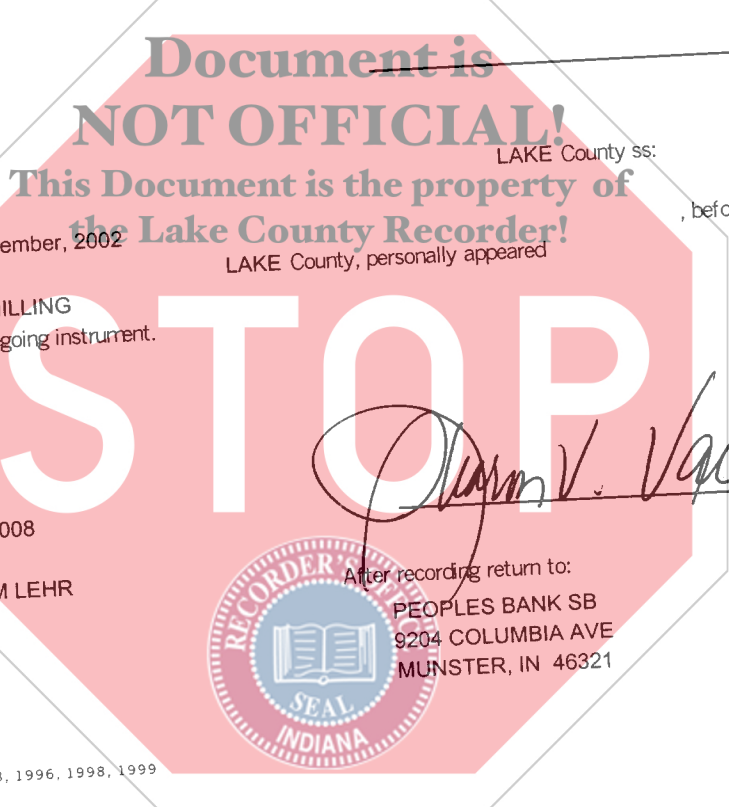 Document is
NOT OFFICIAL!
LAKE County ss:
This Document is the property of
, befo
the Lake County Recorder!
ember, 2002
LAKE County, personally appeared
ILLING
going instrument.
STOP
V.
008
After recording return to:
M LEHR
PEOPLES BANK SB
9204 COLUMBIA AVE
MUNSTER, IN 46321
RECORDER'S OFFICE
SEAL
INDIANA
, 1996, 1998, 1999